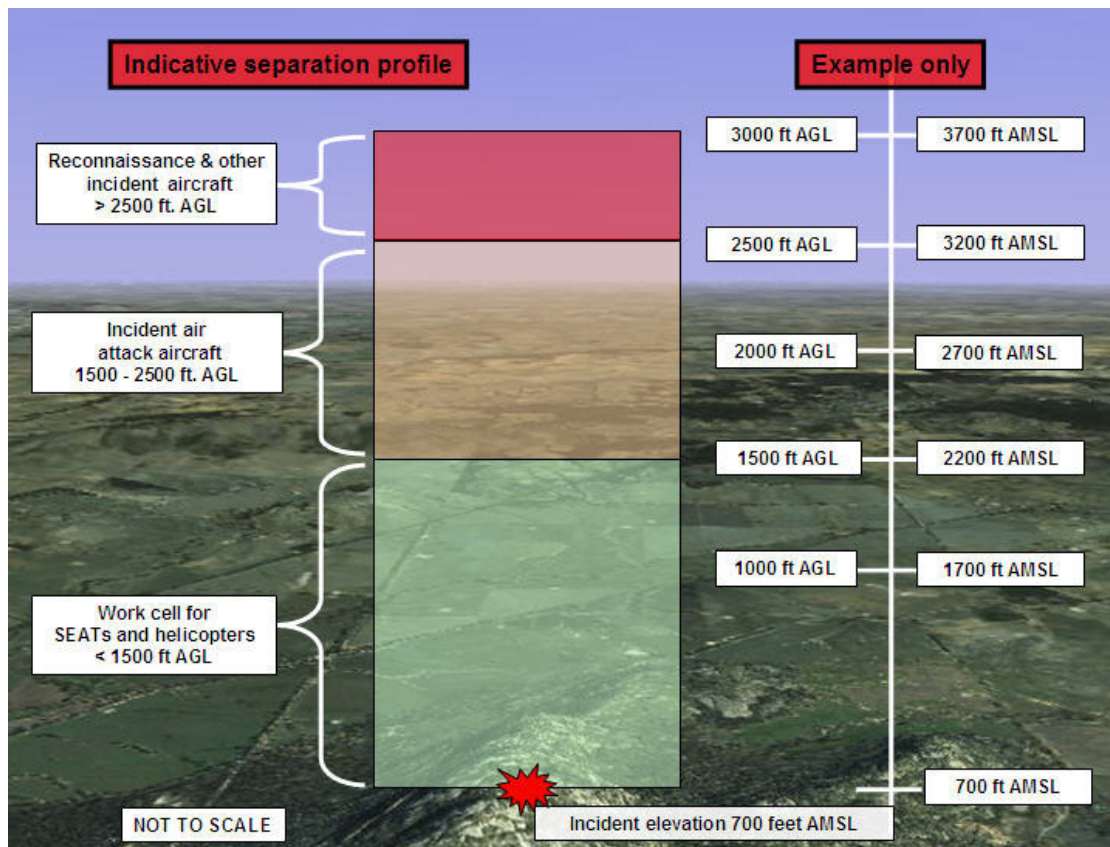 Indicative separation profile
Example only
Reconnaissance & other
incident aircraft
> 2500 ft. AGL
Incident air
attack aircraft
1500 - 2500 ft. AGL
Work cell for
SEATs and helicopters
< 1500 ft AGL
3000 ft AGL
3700 ft AMSL
2500 ft AGL
3200 ft AMSL
2000 ft AGL
2700 ft AMSL
1500 ft AGL
2200 ft AMSL
1000 ft AGL
1700 ft AMSL
700 ft AMSL
NOT TO SCALE
Incident elevation 700 feet AMSL